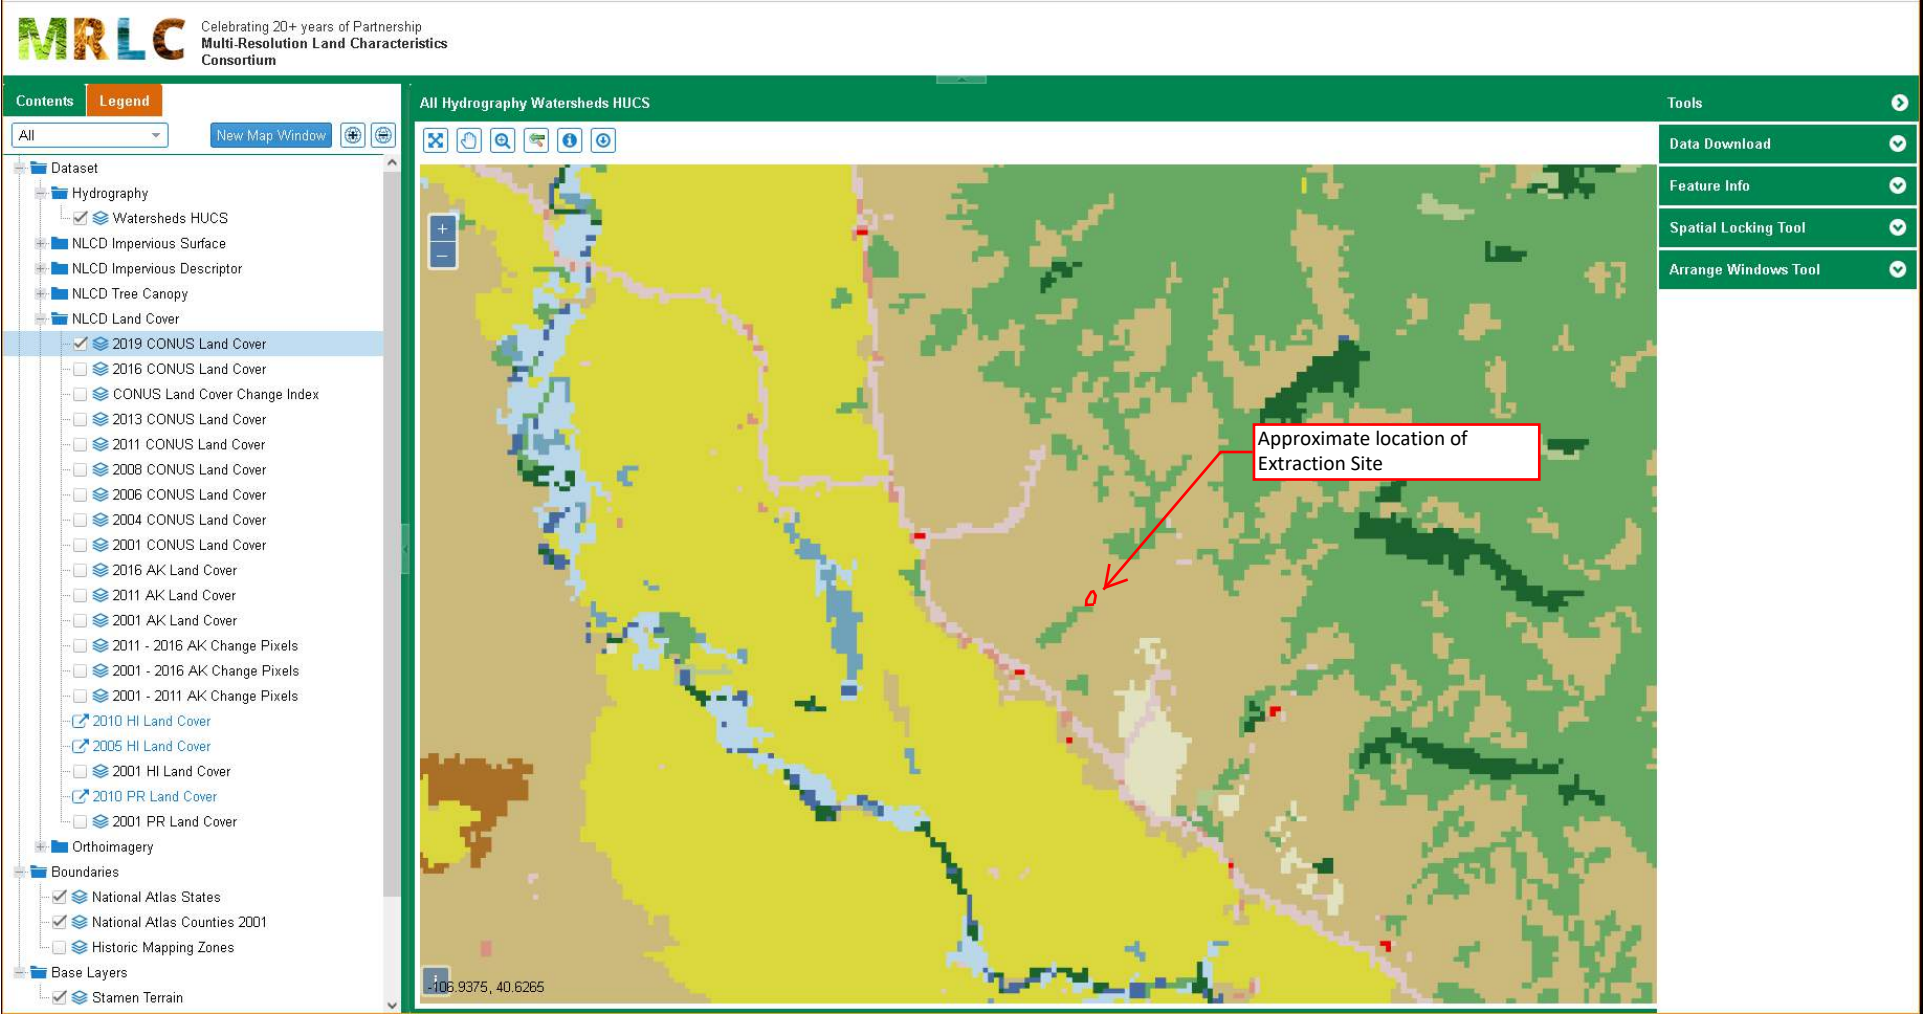 MRLC
Celebrating 20+ years of Partnership
Multi-Resolution Land Characteristics
Consortium
Contents
Legend
All Hydrography Watersheds HUCS
Tools
All
New Map Window
Data Download
Feature Info
Spatial Locking Tool
Arrange Windows Tool
Dataset
Hydrography
Watersheds HUCS
NLCD Impervious Surface
NLCD Impervious Descriptor
NLCD Tree Canopy
NLCD Land Cover
2019 CONUS Land Cover
2016 CONUS Land Cover
CONUS Land Cover Change Index
2013 CONUS Land Cover
2011 CONUS Land Cover
2008 CONUS Land Cover
2006 CONUS Land Cover
2004 CONUS Land Cover
2001 CONUS Land Cover
2016 AK Land Cover
2011 AK Land Cover
2001 AK Land Cover
2011 - 2016 AK Change Pixels
2001 - 2016 AK Change Pixels
2001 - 2011 AK Change Pixels
2010 HI Land Cover
2005 HI Land Cover
2001 HI Land Cover
2010 PR Land Cover
2001 PR Land Cover
Orthoimagery
Boundaries
National Atlas States
National Atlas Counties 2001
Historic Mapping Zones
Base Layers
Stamen Terrain
+
−
Approximate location of
Extraction Site
i
-106.9375, 40.6265